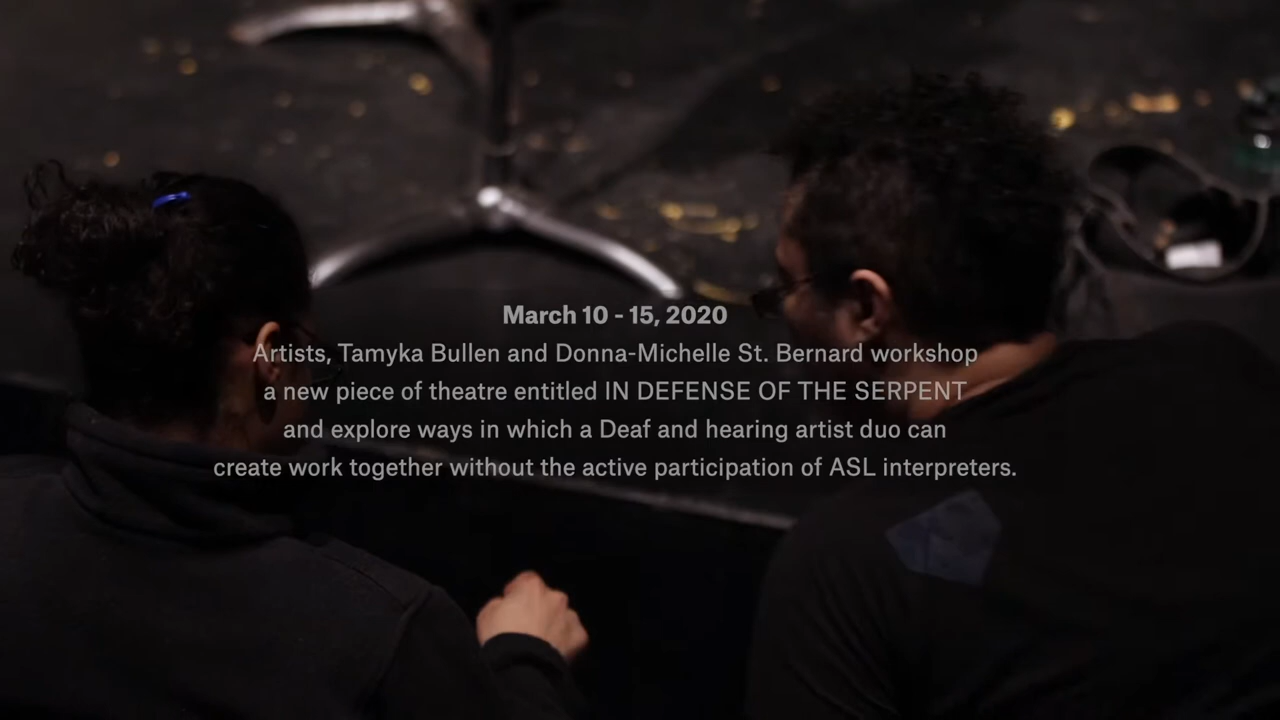 March 10 - 15, 2020
Artists, Tamyka Bullen and Donna-Michelle St. Bernard workshop
a new piece of theatre entitled IN DEFENSE OF THE SERPENT
and explore ways in which a Deaf and hearing artist duo can
create work together without the active participation of ASL interpreters.